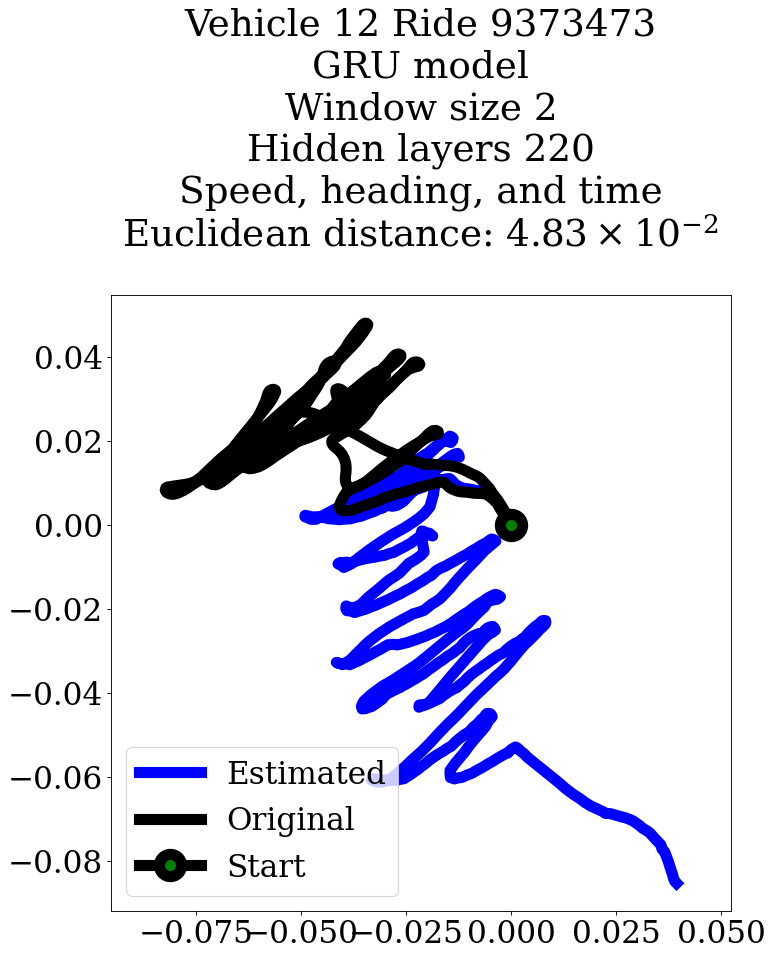 Vehicle 12 Ride 9373473
GRU model
Window size 2
Hidden layers 220
Speed, heading, and time
Euclidean distance: 4.83 × 10⁻²
0.04
0.02
0.00
−0.02
−0.04
−0.06
−0.08
Estimated
Original
Start
−0.075 −0.050 −0.025 0.000 0.025 0.050